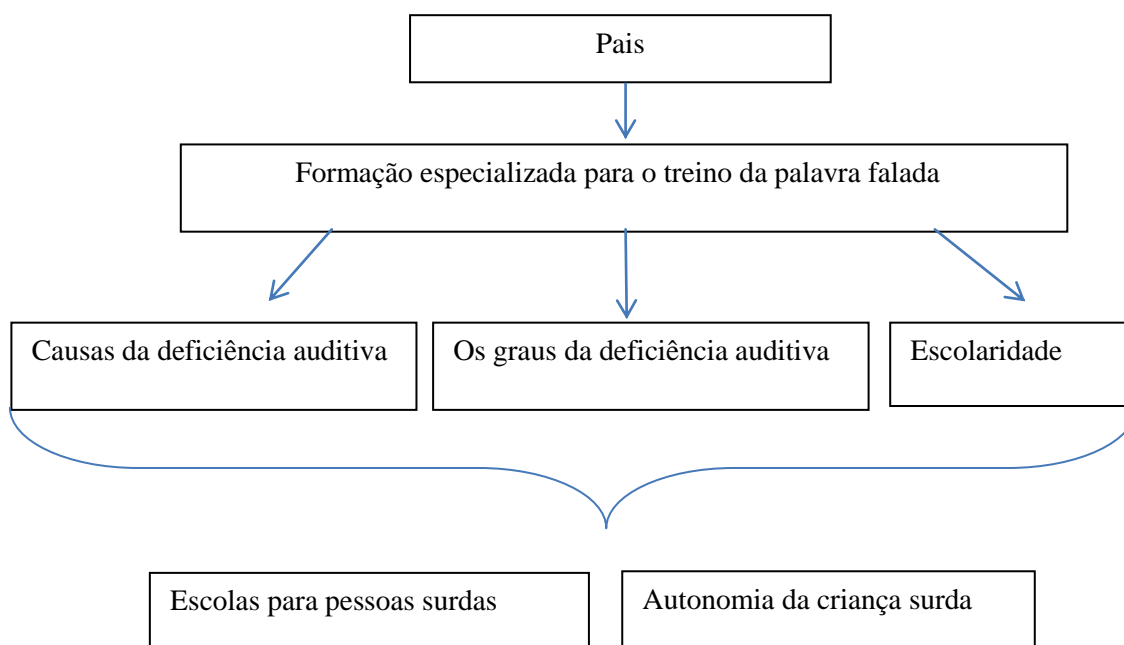 Pais
Formação especializada para o treino da palavra falada
Causas da deficiência auditiva
Os graus da deficiência auditiva
Escolaridade
Escolas para pessoas surdas
Autonomia da criança surda